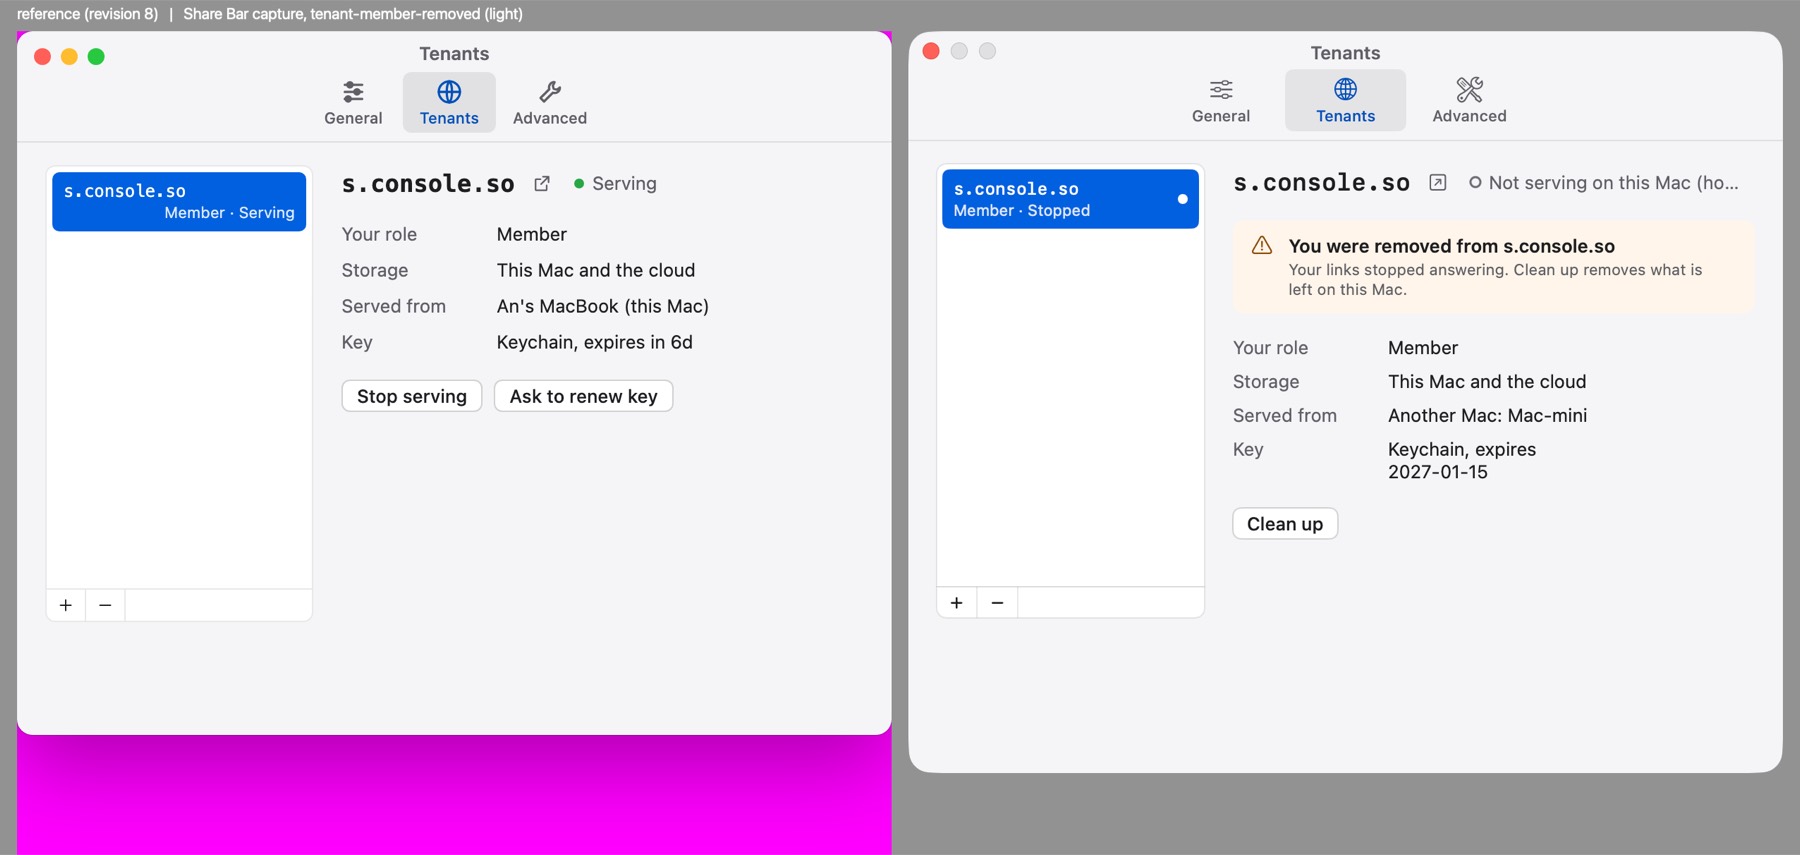 reference (revision 8) | Share Bar capture, tenant-member-removed (light)
Tenants
General
Tenants
Advanced
s.console.so
Member · Serving
s.console.so
Serving
Your role Member
Storage This Mac and the cloud
Served from An's MacBook (this Mac)
Key Keychain, expires in 6d
Stop serving
Ask to renew key
+ −
Tenants
General
Tenants
Advanced
s.console.so
Member · Stopped
s.console.so
Not serving on this Mac (ho...
You were removed from s.console.so
Your links stopped answering. Clean up removes what is
left on this Mac.
Your role Member
Storage This Mac and the cloud
Served from Another Mac: Mac-mini
Key Keychain, expires
2027-01-15
Clean up
+ −